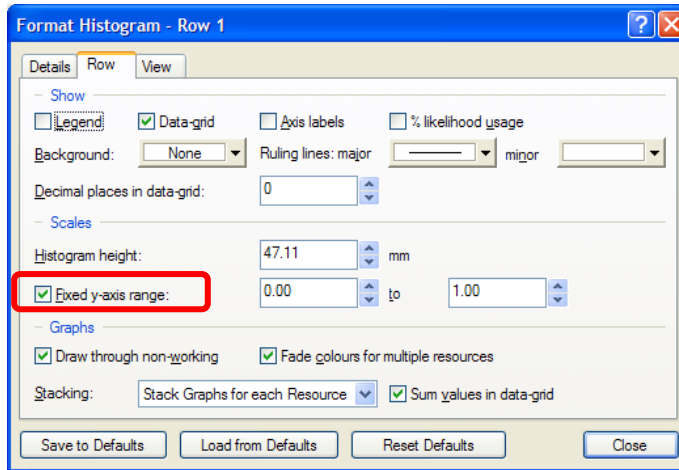 Format Histogram - Row 1
Details Row View
Show
Legend Data-grid Axis labels % likelihood usage
Background: None Ruling lines: major minor
Decimal places in data-grid: 0
Scales
Histogram height: 47.11 mm
Fixed y-axis range: 0.00 to 1.00
Graphs
Draw through non-working Fade colours for multiple resources
Stacking: Stack Graphs for each Resource Sum values in data-grid
Save to Defaults Load from Defaults Reset Defaults Close